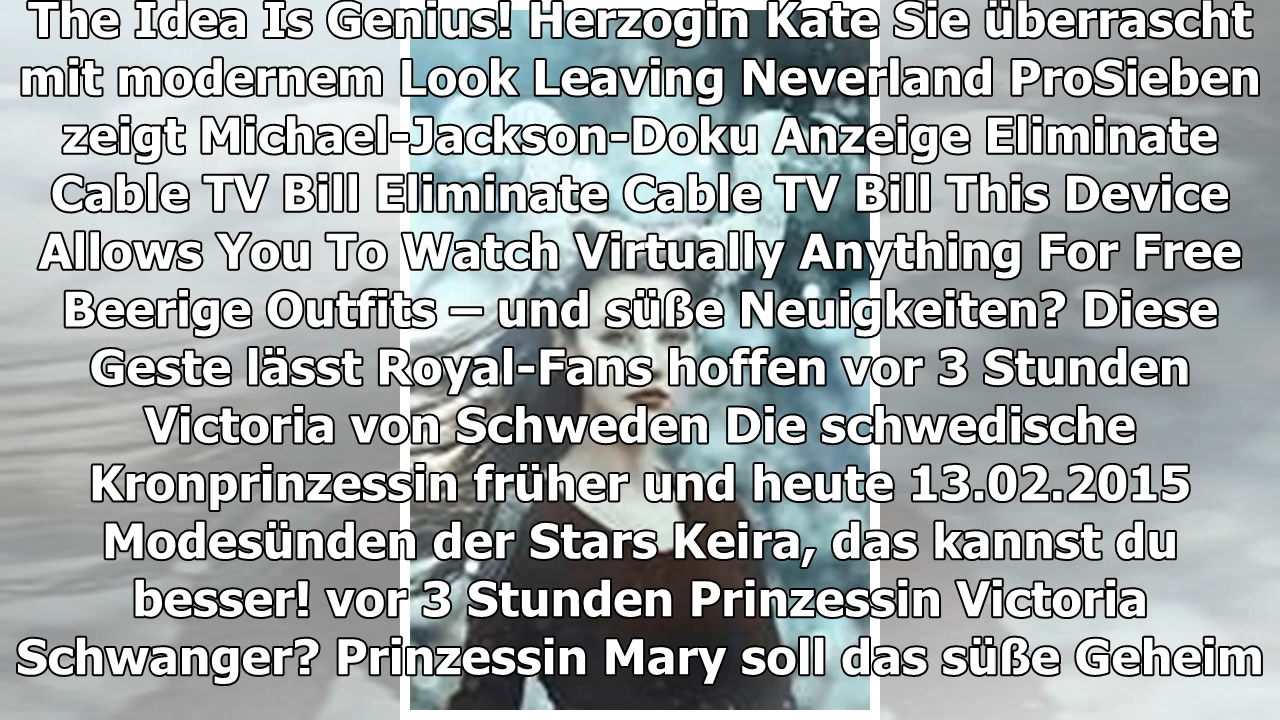 The Idea Is Genius! Herzogin Kate Sie überrascht
mit modernem Look Leaving Neverland ProSieben
zeigt Michael-Jackson-Doku Anzeige Eliminate
Cable TV Bill Eliminate Cable TV Bill This Device
Allows You To Watch Virtually Anything For Free
Beerige Outfits – und süße Neuigkeiten? Diese
Geste lässt Royal-Fans hoffen vor 3 Stunden
Victoria von Schweden Die schwedische
Kronprinzessin früher und heute 13.02.2015
Modesünden der Stars Keira, das kannst du
besser! vor 3 Stunden Prinzessin Victoria
Schwanger? Prinzessin Mary soll das süße Geheim